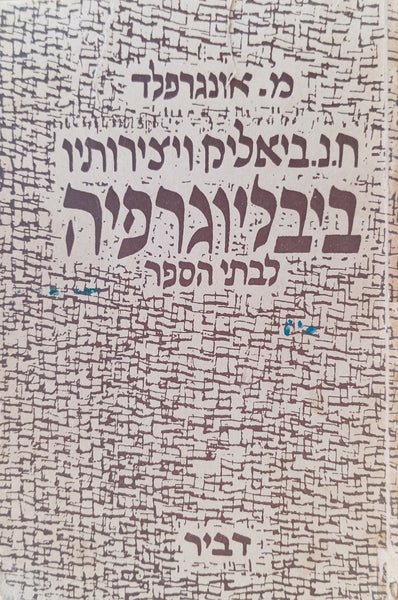 מ. אונגרפלד
ח.נ.ביאליק ויצירותיו
ביבליוגרפיה
לבתי הספר
דביר